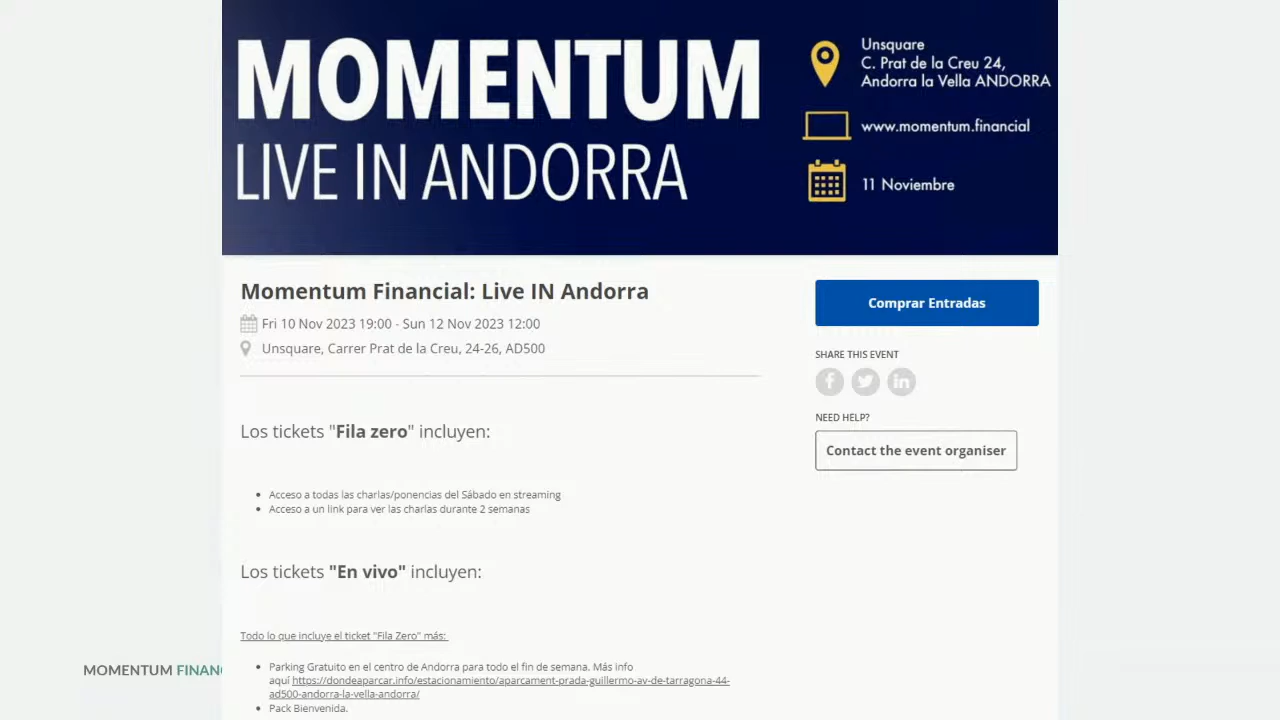 MOMENTUM
LIVE IN ANDORRA
Unsquare
C. Prat de la Creu 24,
Andorra la Vella ANDORRA
www.momentum.financial
11 Noviembre
Momentum Financial: Live IN Andorra
Fri 10 Nov 2023 19:00 - Sun 12 Nov 2023 12:00
Unsquare, Carrer Prat de la Creu, 24-26, AD500
Comprar Entradas
SHARE THIS EVENT
NEED HELP?
Contact the event organiser
Los tickets "Fila zero" incluyen:
Acceso a todas las charlas/ponencias del Sábado en streaming
Acceso a un link para ver las charlas durante 2 semanas
Los tickets "En vivo" incluyen:
Todo lo que incluye el ticket "Fila Zero" más:
Parking Gratuito en el centro de Andorra para todo el fin de semana. Más info
aquí https://dondeaparcar.info/estacionamiento/aparcament-prada-guillermo-av-de-tarragona-44-
ad500-andorra-la-vella-andorra/
Pack Bienvenida.
MOMENTUM FINANC